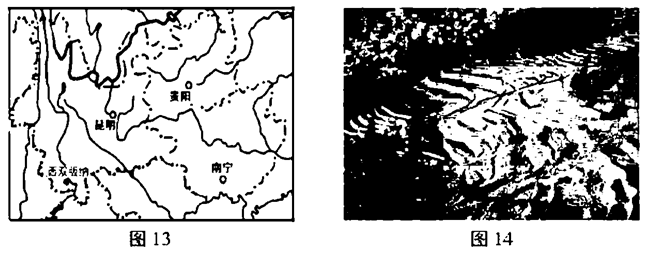 贵阳
昆明
西双版纳
南宁
图 13
图 14